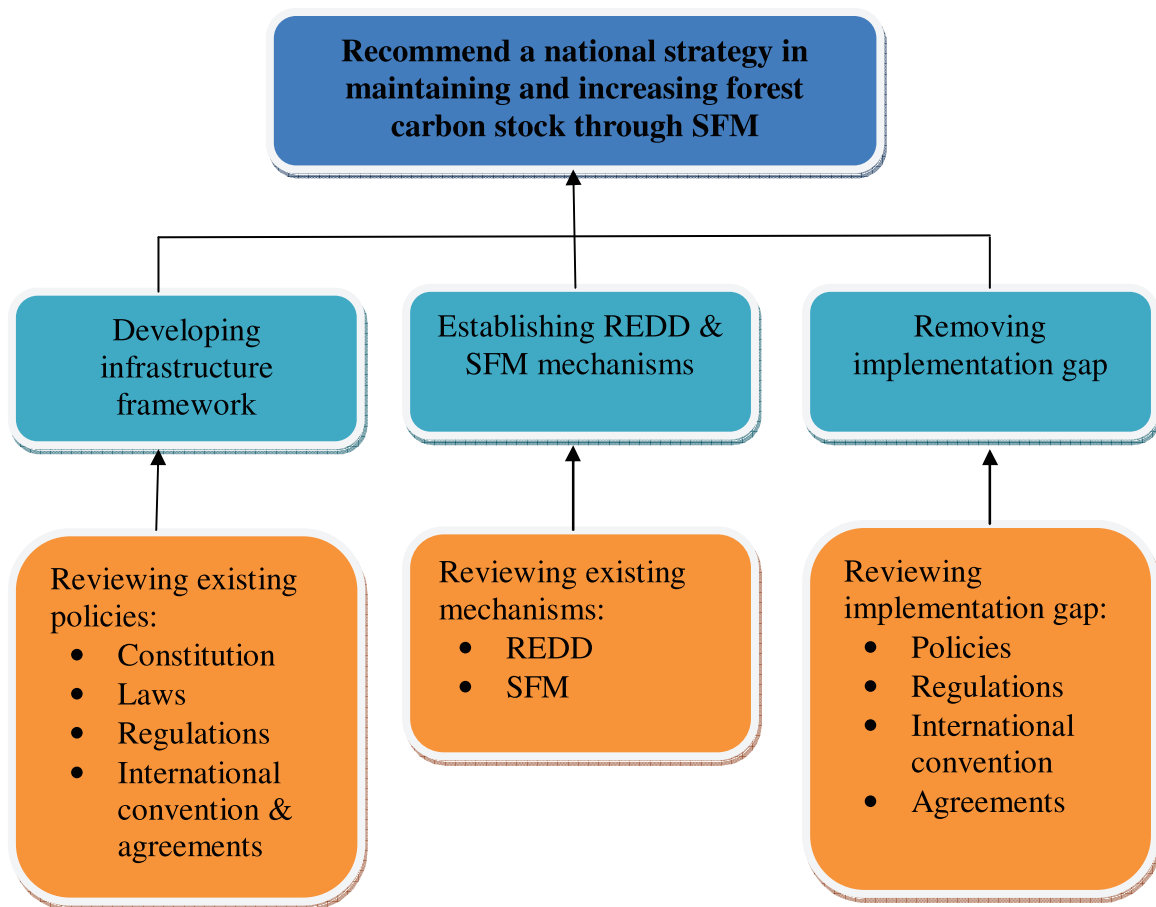 Recommend a national strategy in
maintaining and increasing forest
carbon stock through SFM
Developing
infrastructure
framework
Establishing REDD &
SFM mechanisms
Removing
implementation gap
Reviewing existing
policies:
• Constitution
• Laws
• Regulations
• International
convention &
agreements
Reviewing existing
mechanisms:
• REDD
• SFM
Reviewing
implementation gap:
• Policies
• Regulations
• International
convention
• Agreements